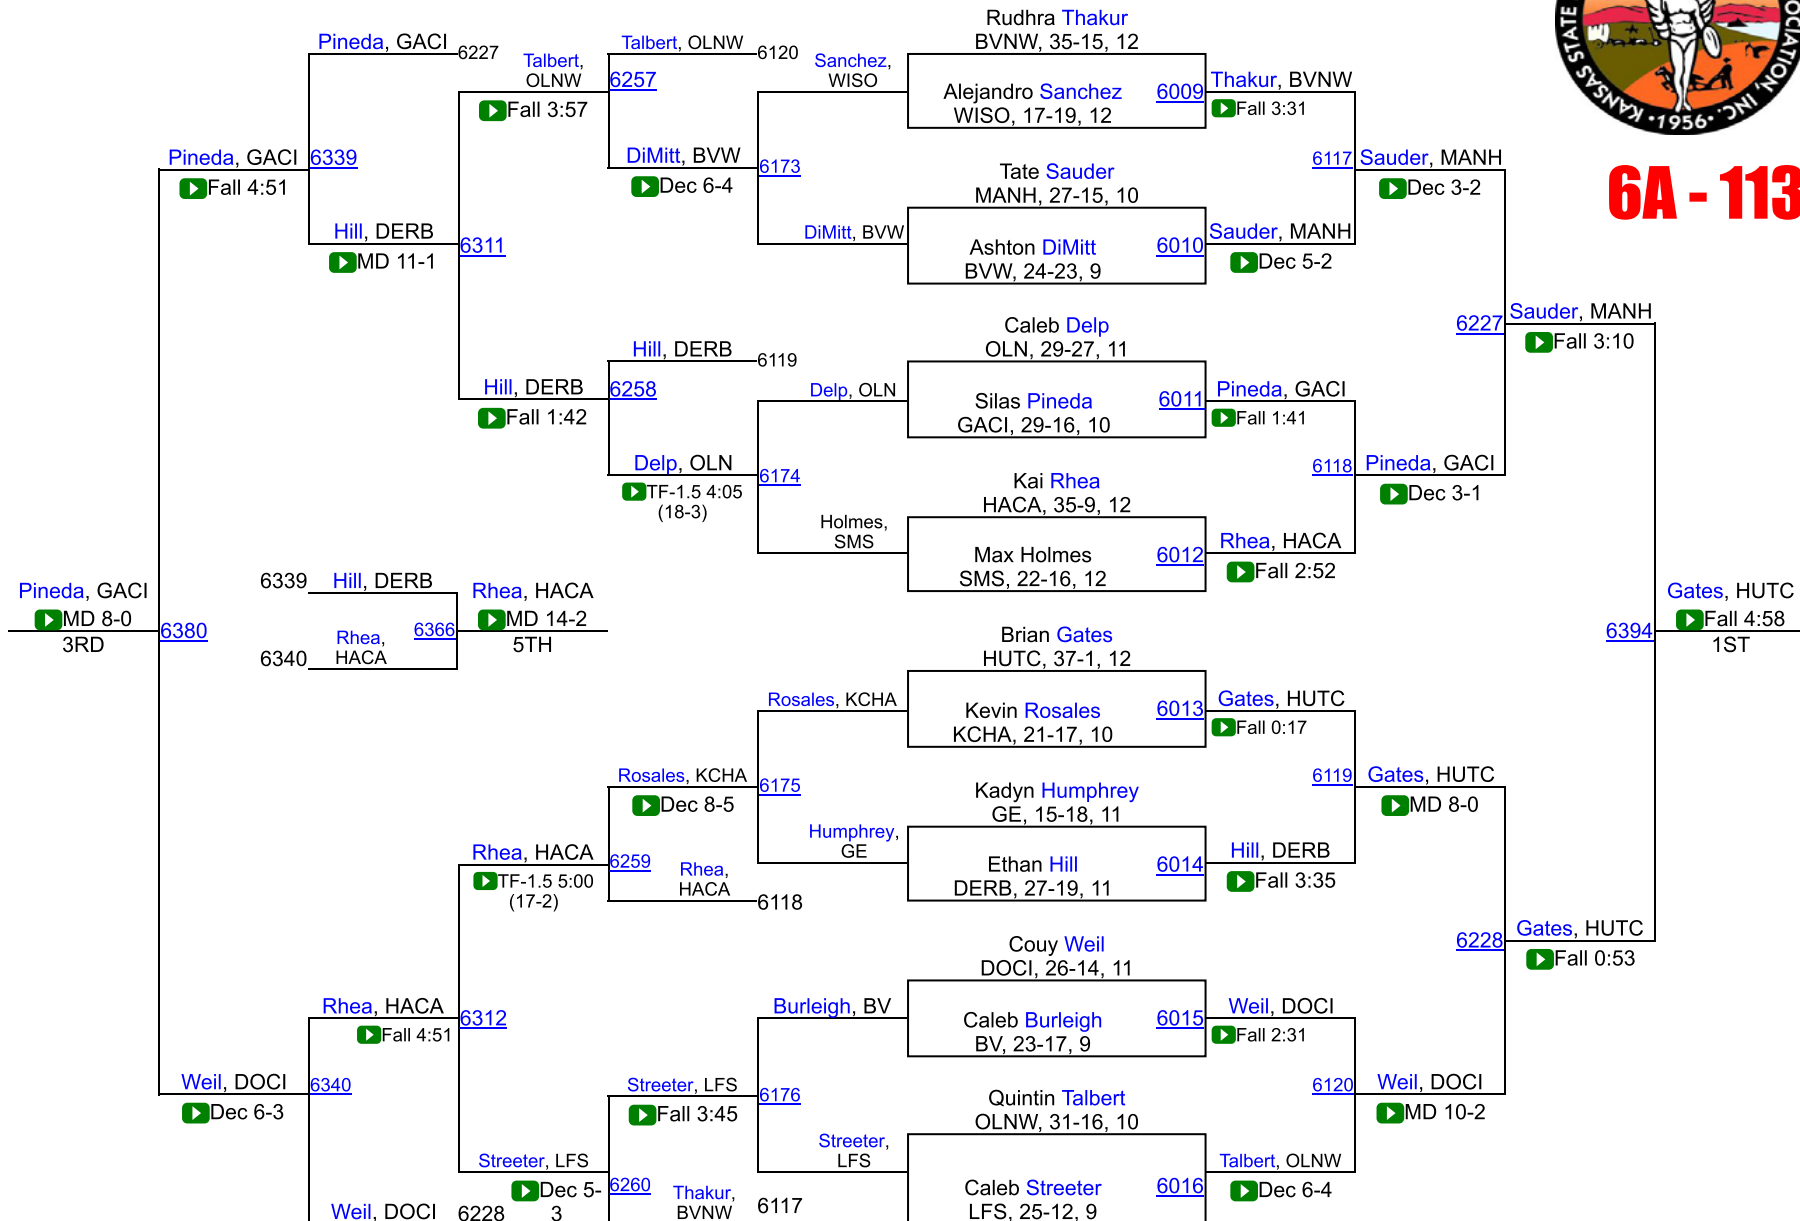 KANSAS STATE
OCIATION, INC.
•1956•
6A - 113
Rudhra Thakur
BVNW, 35-15, 12
Alejandro Sanchez
WISO, 17-19, 12
6009
Tate Sauder
MANH, 27-15, 10
Ashton DiMitt
BVW, 24-23, 9
6010
Caleb Delp
OLN, 29-27, 11
Silas Pineda
GACI, 29-16, 10
6011
Kai Rhea
HACA, 35-9, 12
Max Holmes
SMS, 22-16, 12
6012
Brian Gates
HUTC, 37-1, 12
Kevin Rosales
KCHA, 21-17, 10
6013
Kadyn Humphrey
GE, 15-18, 11
Ethan Hill
DERB, 27-19, 11
6014
Couy Weil
DOCI, 26-14, 11
Caleb Burleigh
BV, 23-17, 9
6015
Quintin Talbert
OLNW, 31-16, 10
Caleb Streeter
LFS, 25-12, 9
6016
Thakur, BVNW
Fall 3:31
Sauder, MANH
Dec 5-2
Pineda, GACI
Fall 1:41
Rhea, HACA
Fall 2:52
Gates, HUTC
Fall 0:17
Hill, DERB
Fall 3:35
Weil, DOCI
Fall 2:31
Talbert, OLNW
Dec 6-4
6117
Sauder, MANH
Dec 3-2
6118
Pineda, GACI
Dec 3-1
6119
Gates, HUTC
MD 8-0
6120
Weil, DOCI
MD 10-2
6227
Sauder, MANH
Fall 3:10
6228
Gates, HUTC
Fall 0:53
6394
Gates, HUTC
Fall 4:58
1ST
Sanchez,
WISO
DiMitt, BVW
6173
Delp, OLN
Holmes,
SMS
6174
Rosales, KCHA
Humphrey,
GE
6175
Burleigh, BV
Streeter,
LFS
6176
Talbert, OLNW
6120
6257
DiMitt, BVW
Dec 6-4
Hill, DERB
6119
6258
Delp, OLN
TF-1.5 4:05
(18-3)
Rosales, KCHA
Dec 8-5
6259
Rhea,
HACA
6118
Streeter, LFS
Fall 3:45
6260
Thakur,
BVNW
6117
Talbert,
OLNW
Fall 3:57
6311
Hill, DERB
Fall 1:42
Rhea, HACA
TF-1.5 5:00
(17-2)
6312
Streeter, LFS
Dec 5-
3
Pineda, GACI
6227
6339
Hill, DERB
MD 11-1
Rhea, HACA
Fall 4:51
6340
Weil, DOCI
6228
Pineda, GACI
Fall 4:51
Weil, DOCI
Dec 6-3
6380
Pineda, GACI
MD 8-0
3RD
6339
Hill, DERB
6340
Rhea,
HACA
6366
Rhea, HACA
MD 14-2
5TH